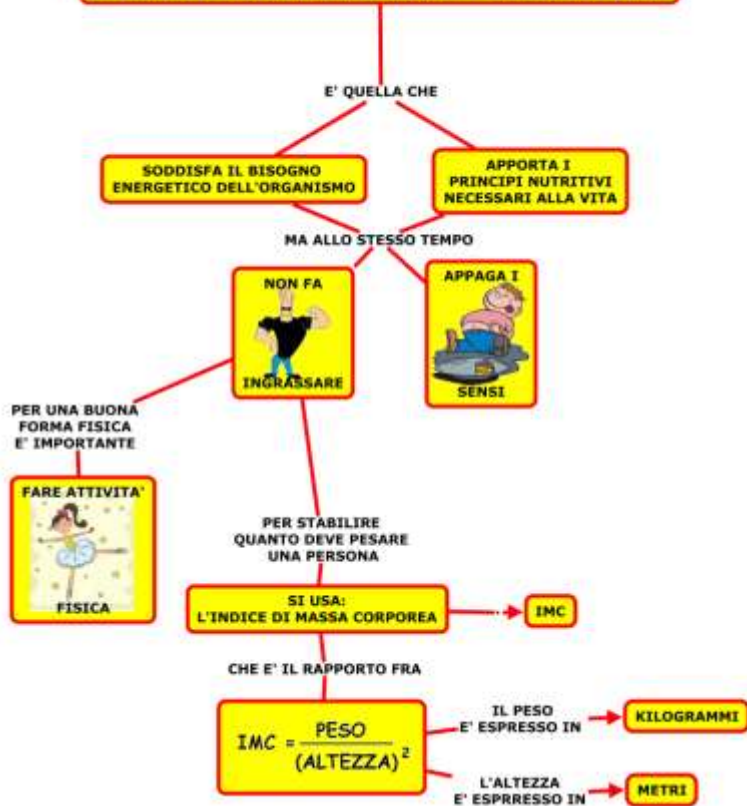 E' QUELLA CHE
SODDISFA IL BISOGNO
ENERGETICO DELL'ORGANISMO
APPORTA I
PRINCIPI NUTRITIVI
NECESSARI ALLA VITA
MA ALLO STESSO TEMPO
NON FA
INGRASSARE
APPAGA I
SENSI
PER UNA BUONA
FORMA FISICA
E' IMPORTANTE
FARE ATTIVITA'
FISICA
PER STABILIRE
QUANTO DEVE PESARE
UNA PERSONA
SI USA:
L'INDICE DI MASSA CORPOREA
IMC
CHE E' IL RAPPORTO FRA
IMC = PESO / (ALTEZZA)²
IL PESO
E' ESPRESSO IN
KILOGRAMMI
L'ALTEZZA
E' ESPRRESSO IN
METRI